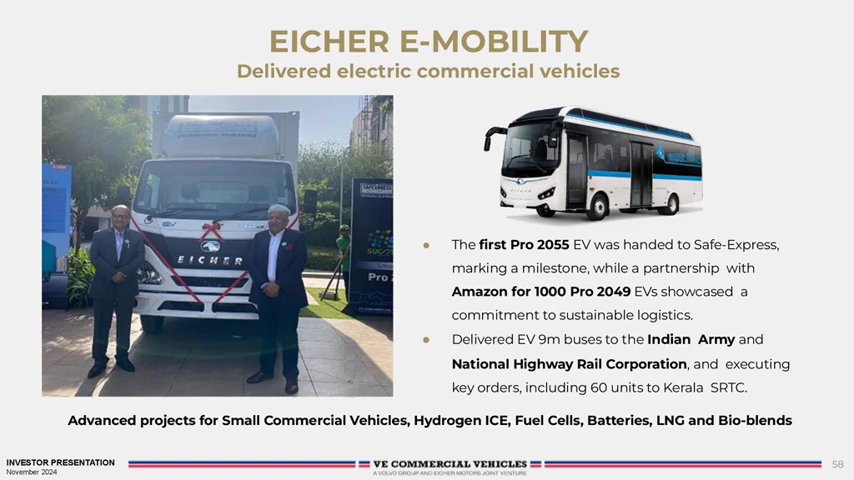 EICHER E-MOBILITY
Delivered electric commercial vehicles
EICHER
The first Pro 2055 EV was handed to Safe-Express,
marking a milestone, while a partnership with
Amazon for 1000 Pro 2049 EVs showcased a
commitment to sustainable logistics.
Delivered EV 9m buses to the Indian Army and
National Highway Rail Corporation, and executing
key orders, including 60 units to Kerala SRTC.
Advanced projects for Small Commercial Vehicles, Hydrogen ICE, Fuel Cells, Batteries, LNG and Bio-blends
INVESTOR PRESENTATION
November 2024
VE COMMERCIAL VEHICLES
A VOLVO GROUP AND EICHER MOTORS JOINT VENTURE
58